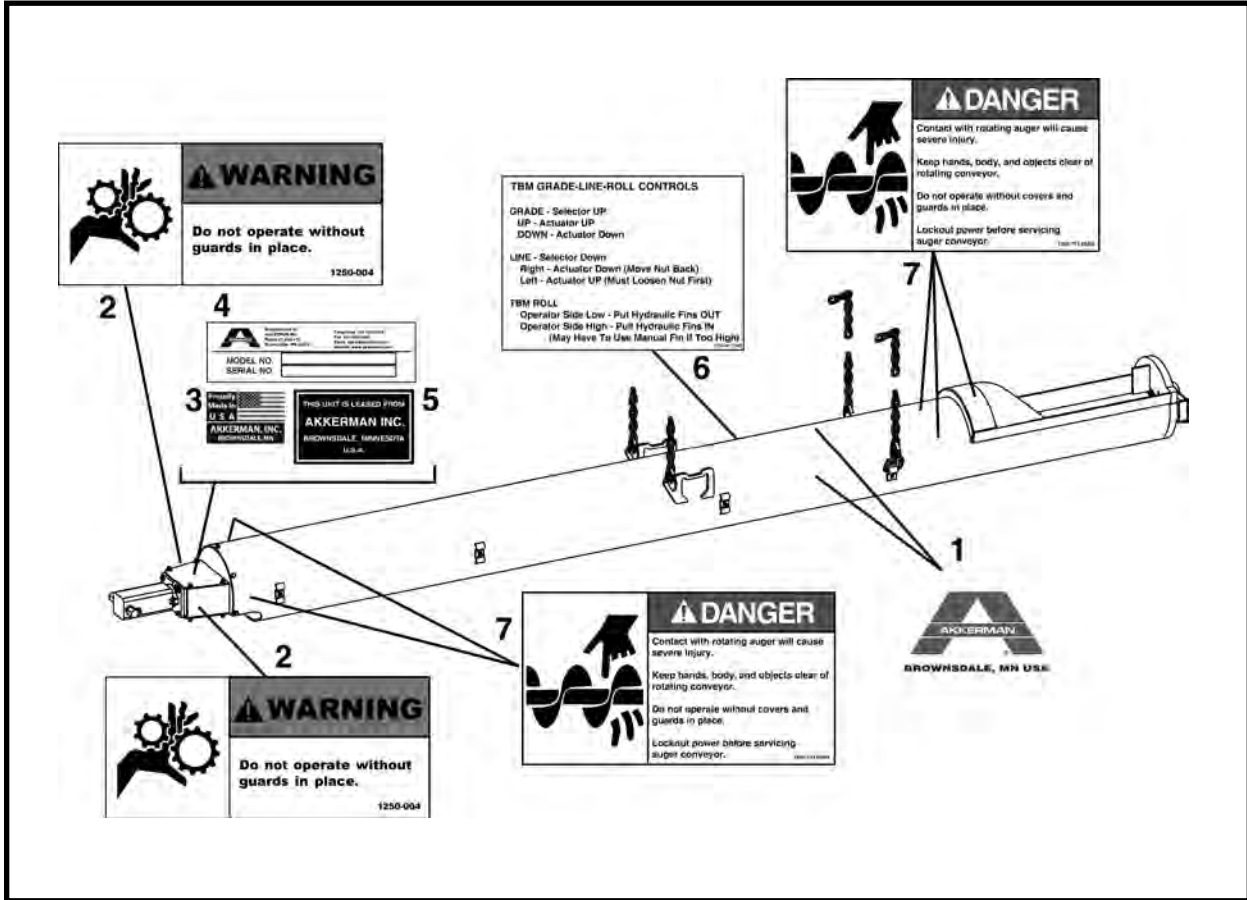 WARNING
Do not operate without
guards in place.
1250-004
2
4
MODEL NO.
SERIAL NO.
3
Proudly
Made in
U S A
AKKERMAN, INC.
BROWNSDALE, MN
5
THIS UNIT IS LEASED FROM
AKKERMAN INC.
BROWNSDALE, MINNESOTA
U.S.A.
TBM GRADE-LINE-ROLL CONTROLS
GRADE - Selector UP
UP - Actuator UP
DOWN - Actuator Down
LINE - Selector Down
Right - Actuator Down (Move Nut Back)
Left - Actuator UP (Must Loosen Nut First)
TBM ROLL
Operator Side Low - Put Hydraulic Fins OUT
Operator Side High - Pull Hydraulic Fins IN
(May Have To Use Manual Fin If Too High)
6
DANGER
Contact with rotating auger will cause
severe injury.
Keep hands, body, and objects clear of
rotating conveyor.
Do not operate without covers and
guards in place.
Lockout power before servicing
auger conveyor.
7
1
AKKERMAN
BROWNSDALE, MN USA
7
DANGER
Contact with rotating auger will cause
severe injury.
Keep hands, body, and objects clear of
rotating conveyor.
Do not operate without covers and
guards in place.
Lockout power before servicing
auger conveyor.
2
WARNING
Do not operate without
guards in place.
1250-004